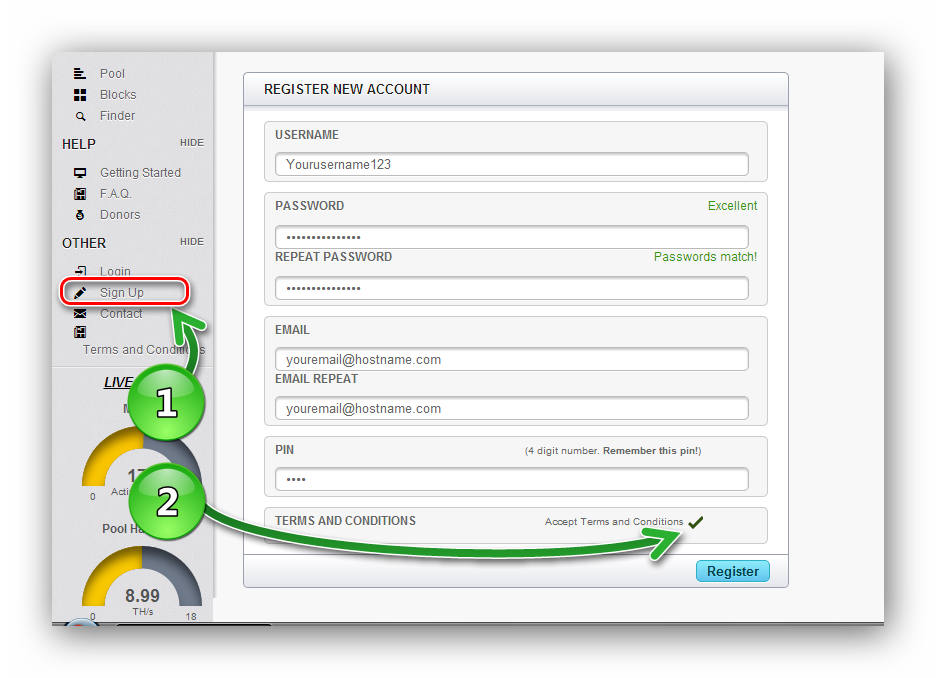 Pool
Blocks
Finder
HELP HIDE
Getting Started
F.A.Q.
Donors
OTHER HIDE
Login
Sign Up
Contact
Terms and Conditions
LIVE
1
0
2
Pool
8.99
TH/s
0 18
REGISTER NEW ACCOUNT
USERNAME
Yourusername123
PASSWORD Excellent
•••••••••••••••
REPEAT PASSWORD Passwords match!
•••••••••••••••
EMAIL
youremail@hostname.com
EMAIL REPEAT
youremail@hostname.com
PIN (4 digit number. Remember this pin!)
••••
TERMS AND CONDITIONS Accept Terms and Conditions
Register